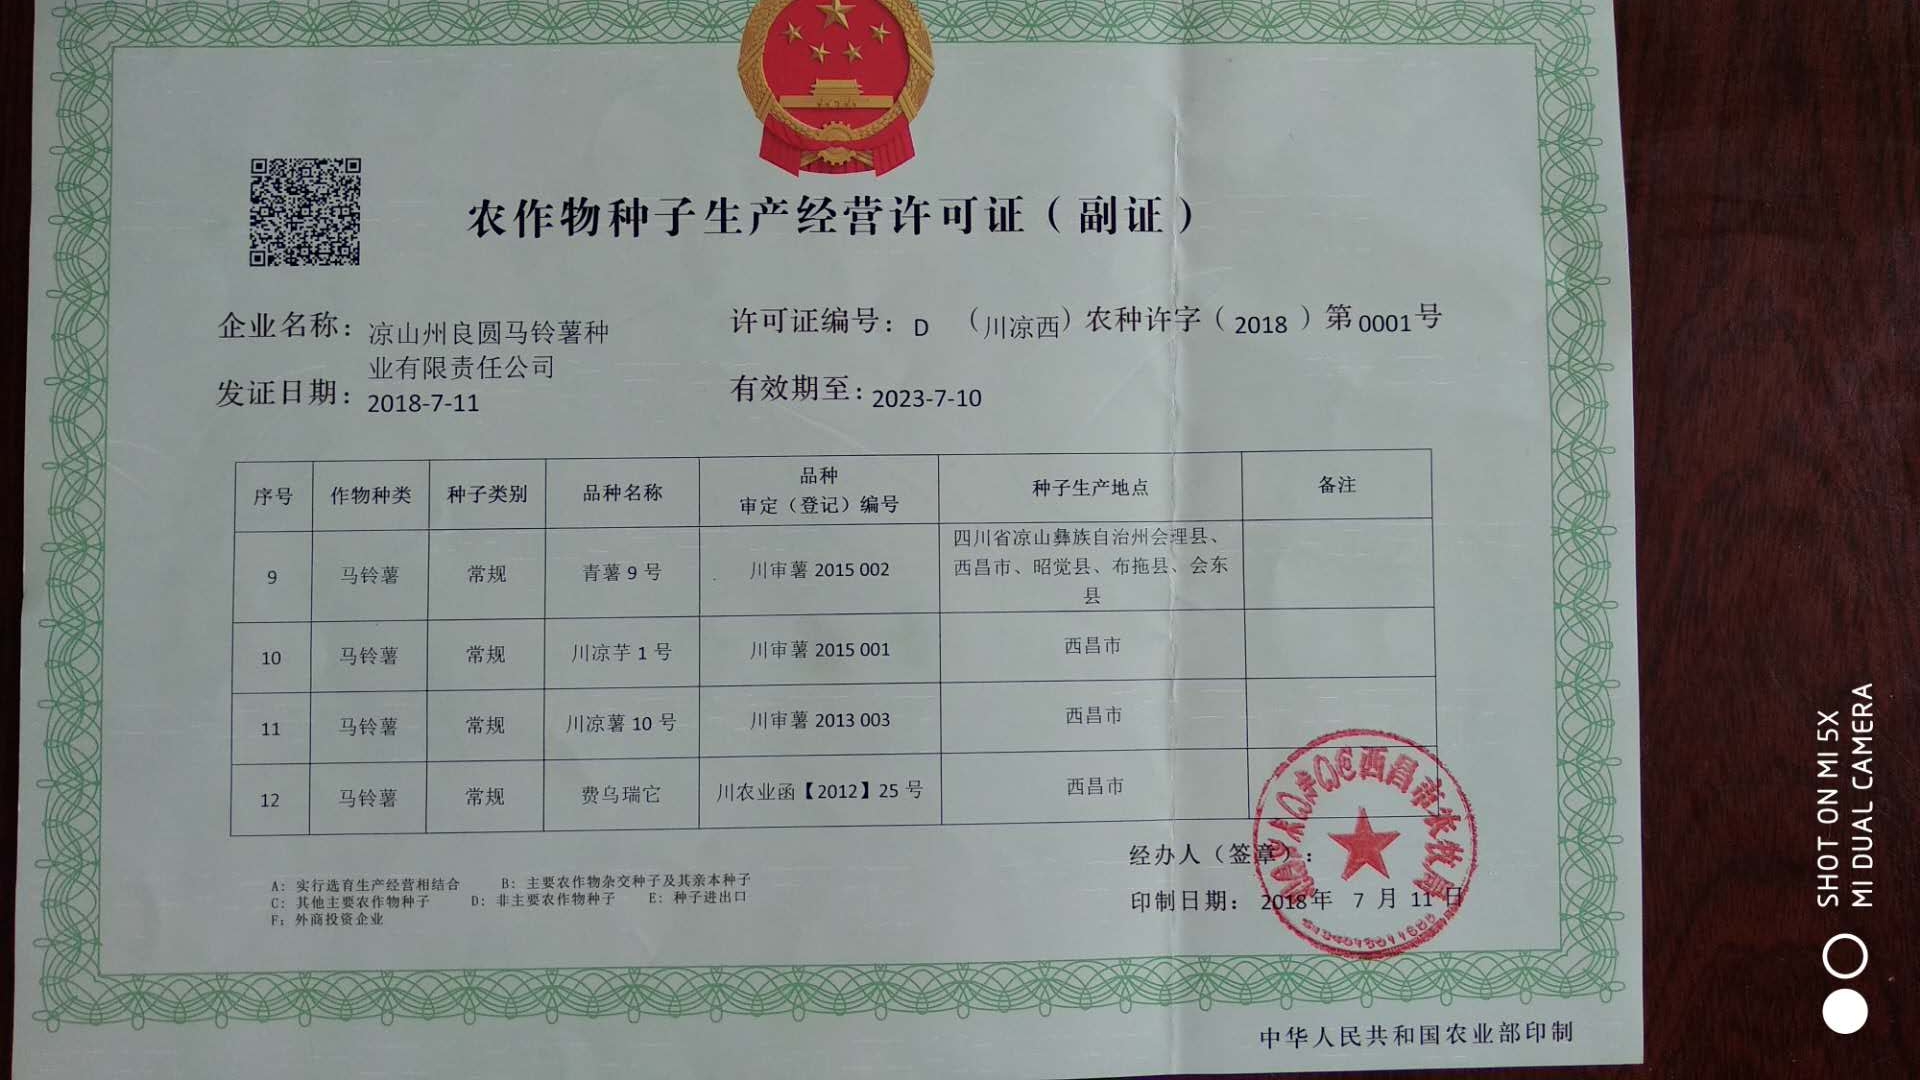 农作物种子生产经营许可证（副证）
企业名称：凉山州良圆马铃薯种业有限责任公司
许可证编号：D （川凉西）农种许字（2018）第0001号
发证日期：2018-7-11
有效期至：2023-7-10
序号 作物种类 种子类别 品种名称 品种审定（登记）编号 种子生产地点 备注
9 马铃薯 常规 青薯9号 川审薯2015 002 四川省凉山彝族自治州会理县、西昌市、昭觉县、布拖县、会东县
10 马铃薯 常规 川凉芋1号 川审薯2015 001 西昌市
11 马铃薯 常规 川凉薯10号 川审薯2013 003 西昌市
12 马铃薯 常规 费乌瑞它 川农业函【2012】25号 西昌市
经办人（签章）：
印制日期：2018年 7 月 11 日
西昌市农牧局
A：实行选育生产经营相结合 B：主要农作物杂交种子及其亲本种子
C：其他主要农作物种子 D：非主要农作物种子 E：种子进出口
F：外商投资企业
中华人民共和国农业部印制
SHOT ON MI 5X
MI DUAL CAMERA